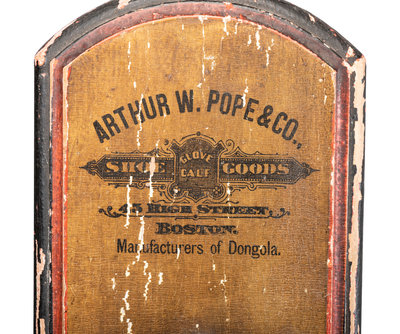 ARTHUR W. POPE & CO.,
GLOVE
SHOE CALF GOODS
45 HIGH STREET,
BOSTON.
Manufacturers of Dongola.